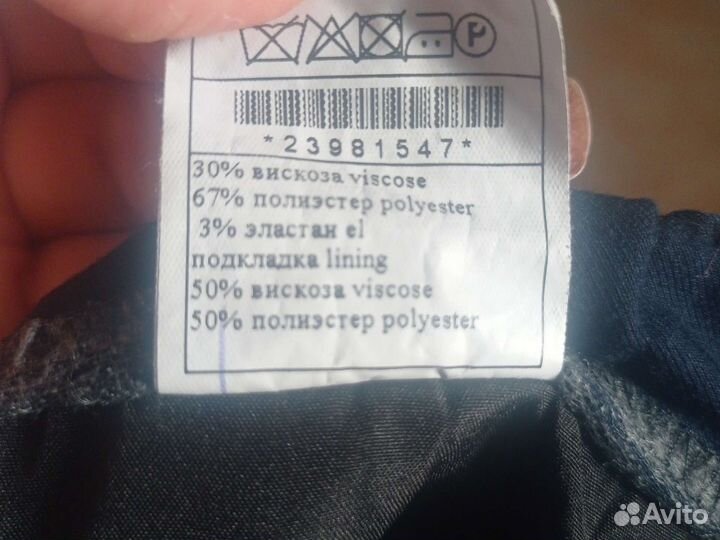 P
*23981547*
30% вискоза viscose
67% полиэстер polyester
3% эластан el
подкладка lining
50% вискоза viscose
50% полиэстер polyester
Avito